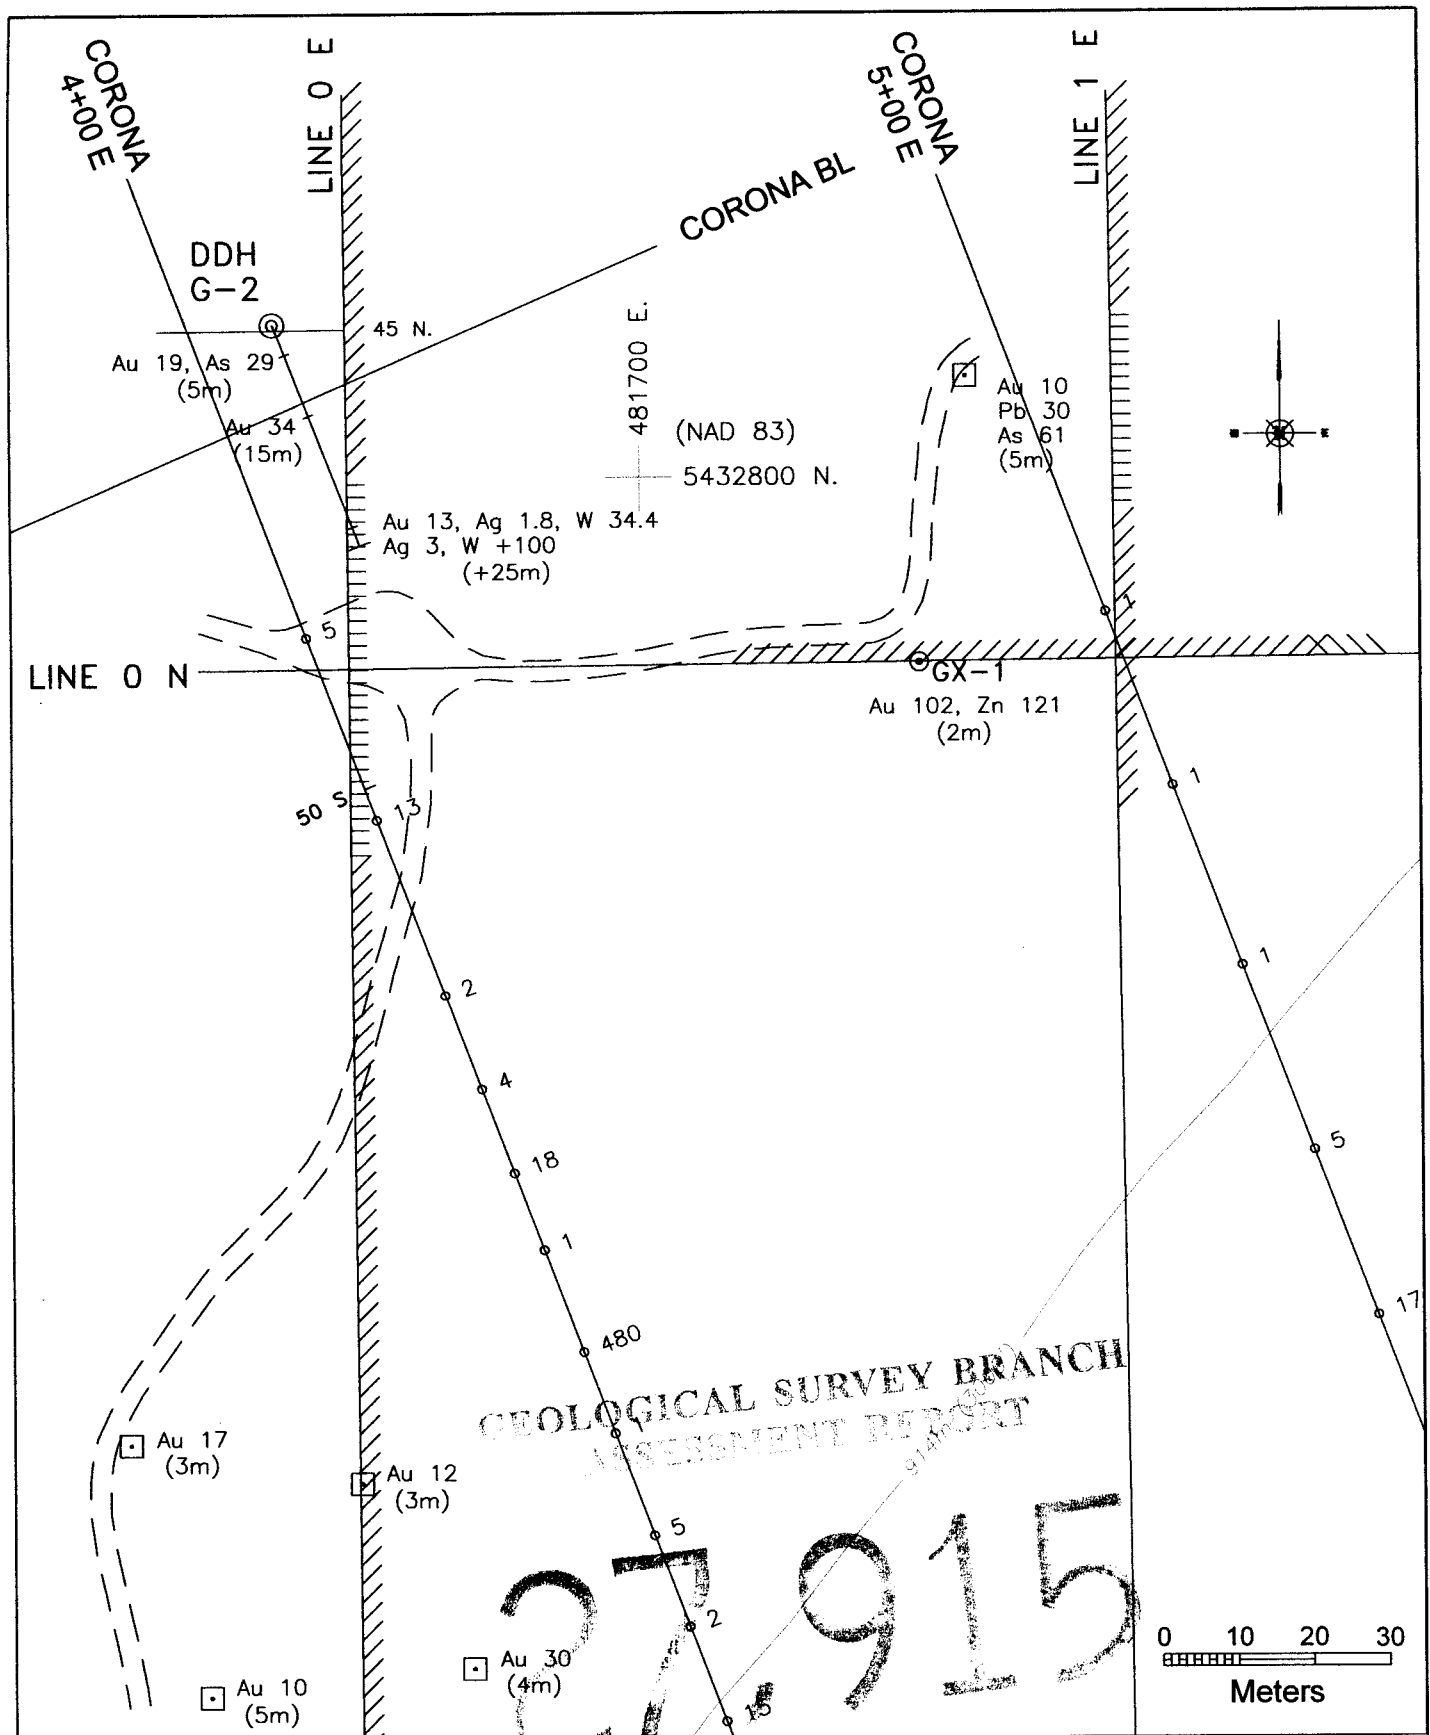 CORONA
4+00 E
LINE 0 E
CORONA
5+00 E
LINE 1 E
CORONA BL
DDH
G-2
45 N.
Au 19, As 29
(5m)
Au 34
(15m)
481700 E.
(NAD 83)
5432800 N.
Au 10
Pb 30
As 61
(5m)
Au 13, Ag 1.8, W 34.4
Ag 3, W +100
(+25m)
5
1
LINE 0 N
GX-1
Au 102, Zn 121
(2m)
50 S
13
1
2
1
4
18
5
1
17
480
GEOLOGICAL SURVEY BRANCH
ASSESSMENT REPORT
1
Au 17
(3m)
Au 12
(3m)
5
27,915
2
Au 30
(4m)
Au 10
(5m)
15
0 10 20 30
Meters